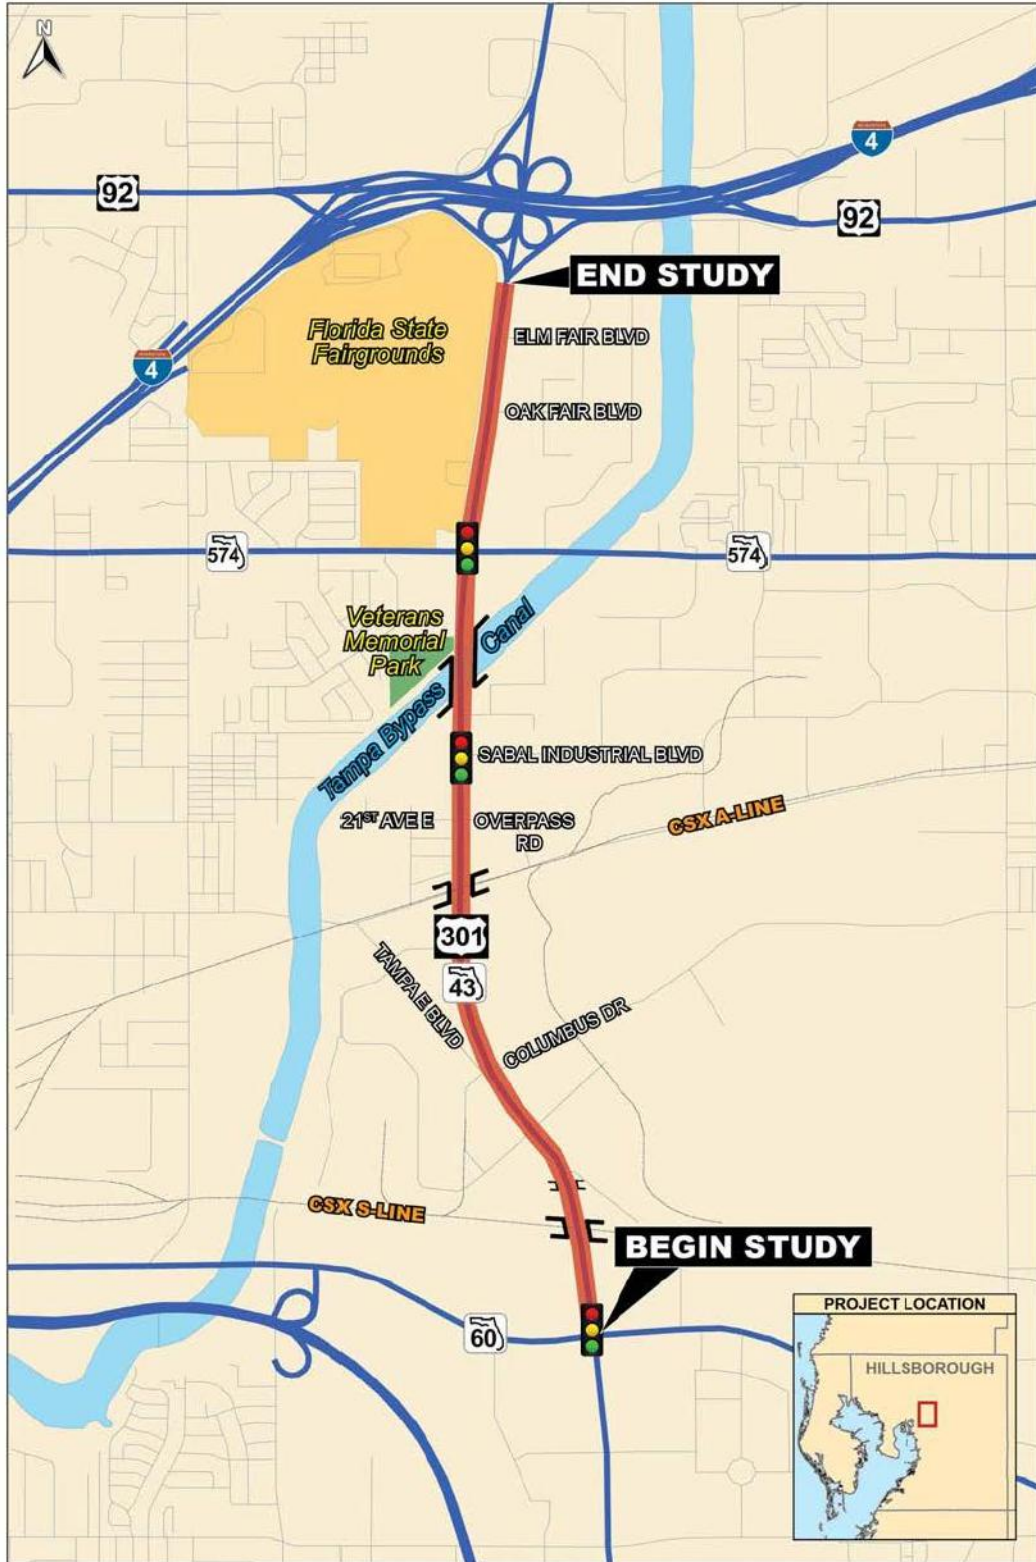 N
4
92
92
END STUDY
Florida State
Fairgrounds
ELM FAIR BLVD
4
OAK FAIR BLVD
574
574
Veterans
Memorial
Park
Canal
Tampa Bypass
SABAL INDUSTRIAL BLVD
21ST AVE E
OVERPASS
RD
CSX A-LINE
301
43
TAMPA E BLVD
COLUMBUS DR
CSX S-LINE
BEGIN STUDY
60
PROJECT LOCATION
HILLSBOROUGH